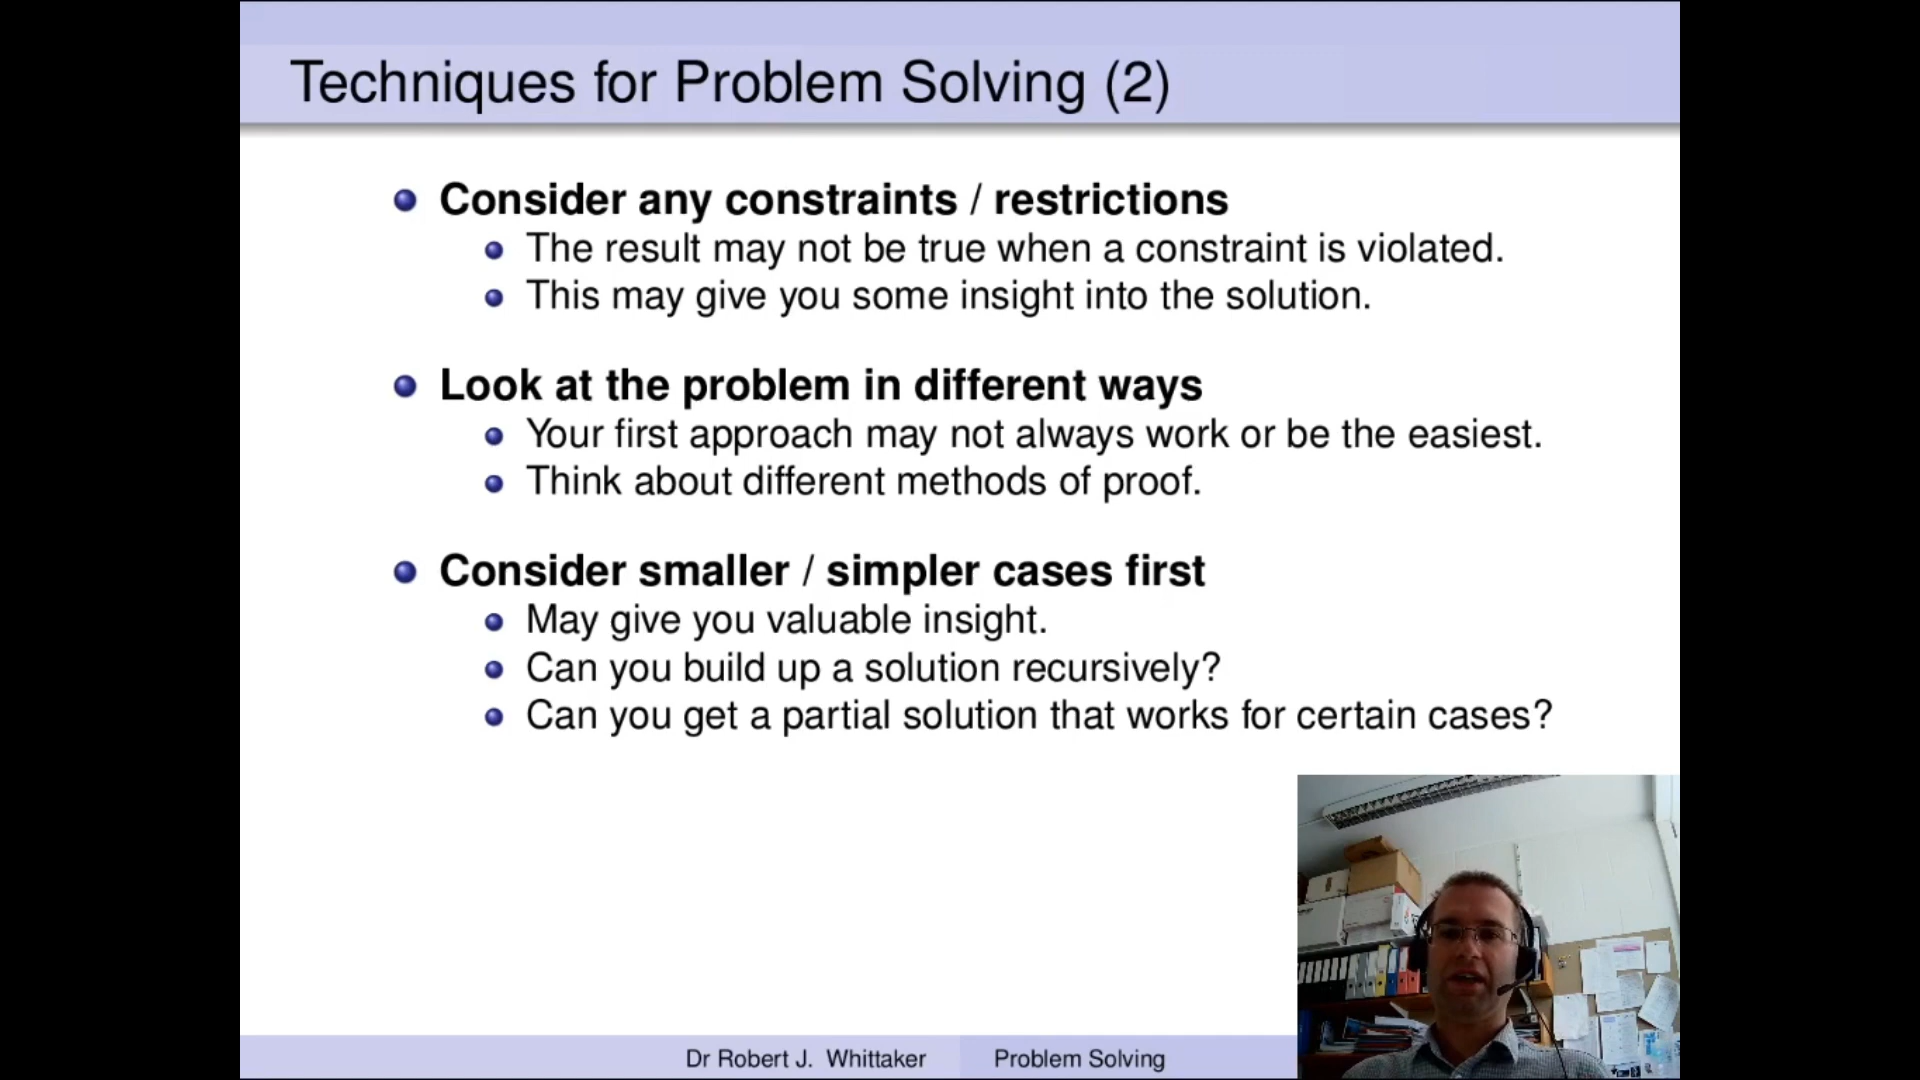 Techniques for Problem Solving (2)
Consider any constraints / restrictions
The result may not be true when a constraint is violated.
This may give you some insight into the solution.
Look at the problem in different ways
Your first approach may not always work or be the easiest.
Think about different methods of proof.
Consider smaller / simpler cases first
May give you valuable insight.
Can you build up a solution recursively?
Can you get a partial solution that works for certain cases?
Dr Robert J. Whittaker
Problem Solving